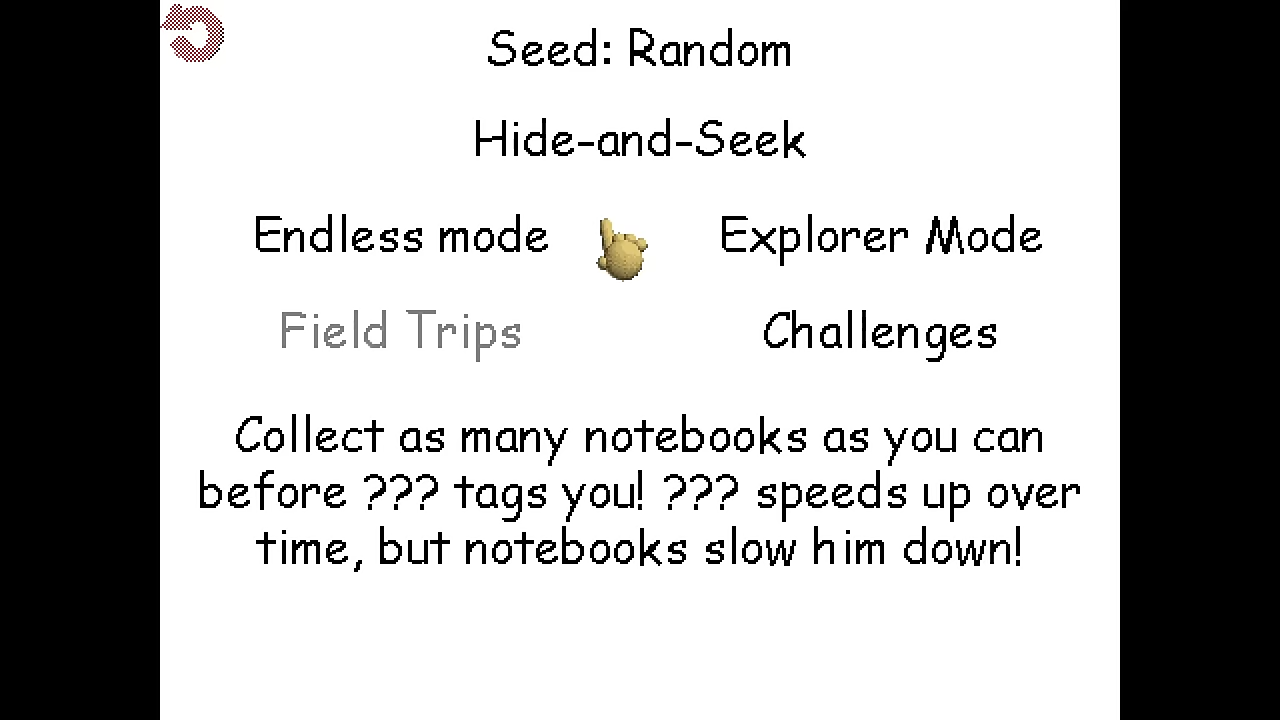 Seed: Random
Hide-and-Seek
Endless mode
Explorer Mode
Field Trips
Challenges
Collect as many notebooks as you can
before ??? tags you! ??? speeds up over
time, but notebooks slow him down!